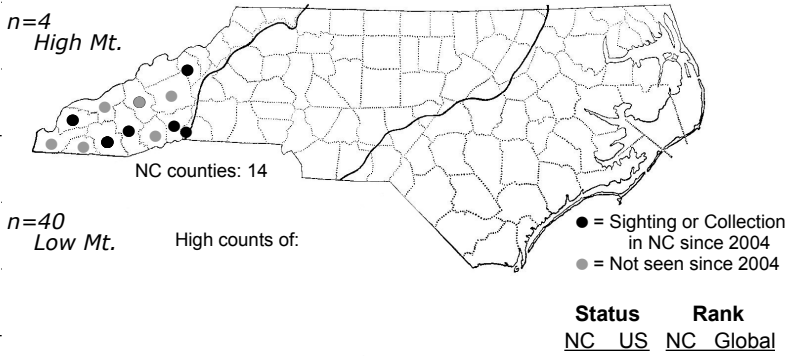 n=4
High Mt.
NC counties: 14
n=40
Low Mt.
High counts of:
● = Sighting or Collection
in NC since 2004
● = Not seen since 2004
Status Rank
NC US NC Global